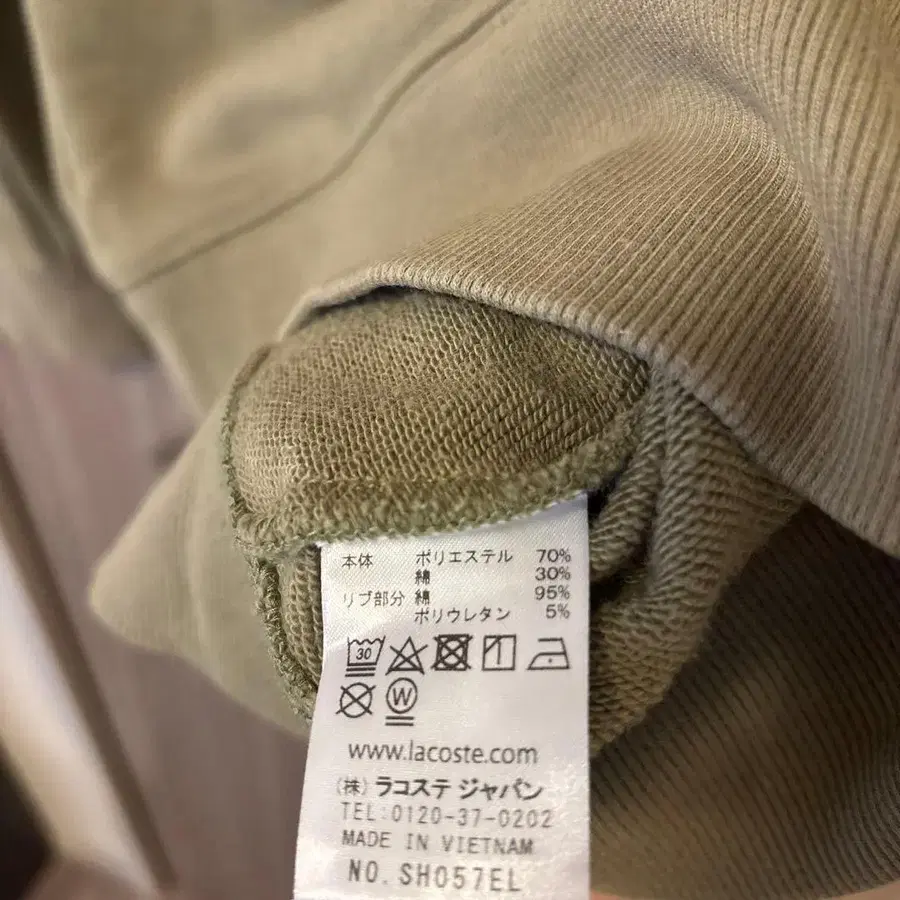 本体 ポリエステル 70%
綿 30%
リブ部分 綿 95%
ポリウレタン 5%
30
W
www.lacoste.com
(株) ラコステ ジャパン
TEL:0120-37-0202
MADE IN VIETNAM
NO. SH057EL